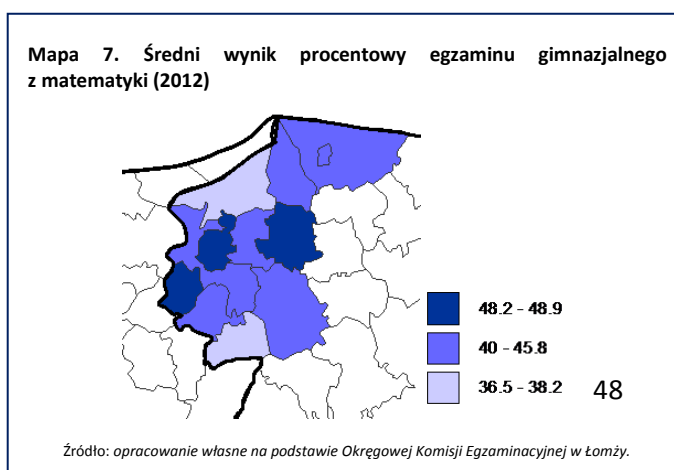 Mapa 7. Średni wynik procentowy egzaminu gimnazjalnego
z matematyki (2012)
48.2 - 48.9
40 - 45.8
36.5 - 38.2
48
Źródło: opracowanie własne na podstawie Okręgowej Komisji Egzaminacyjnej w Łomży.